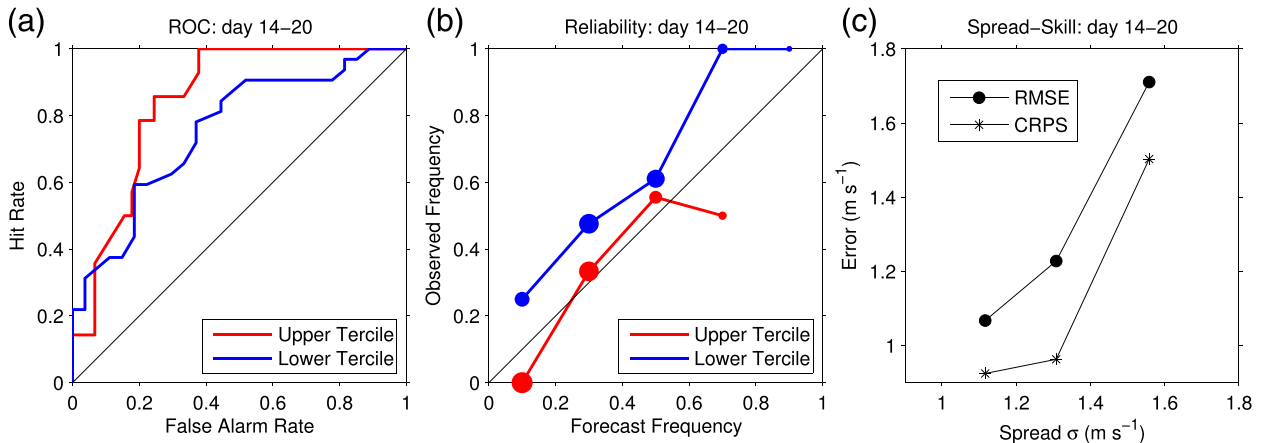 (a)
ROC: day 14−20
1
0.8
0.6
0.4
0.2
0
0 0.2 0.4 0.6 0.8 1
Hit Rate
False Alarm Rate
Upper Tercile
Lower Tercile
(b)
Reliability: day 14−20
1
0.8
0.6
0.4
0.2
0
0 0.2 0.4 0.6 0.8 1
Observed Frequency
Forecast Frequency
Upper Tercile
Lower Tercile
(c)
Spread−Skill: day 14−20
1.8
1.6
1.4
1.2
1
1 1.2 1.4 1.6 1.8
Error (m s⁻¹)
Spread σ (m s⁻¹)
RMSE
CRPS